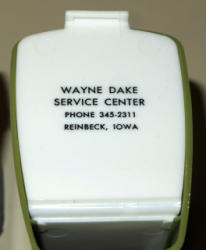 WAYNE DAKE
SERVICE CENTER
PHONE 345-2311
REINBECK, IOWA